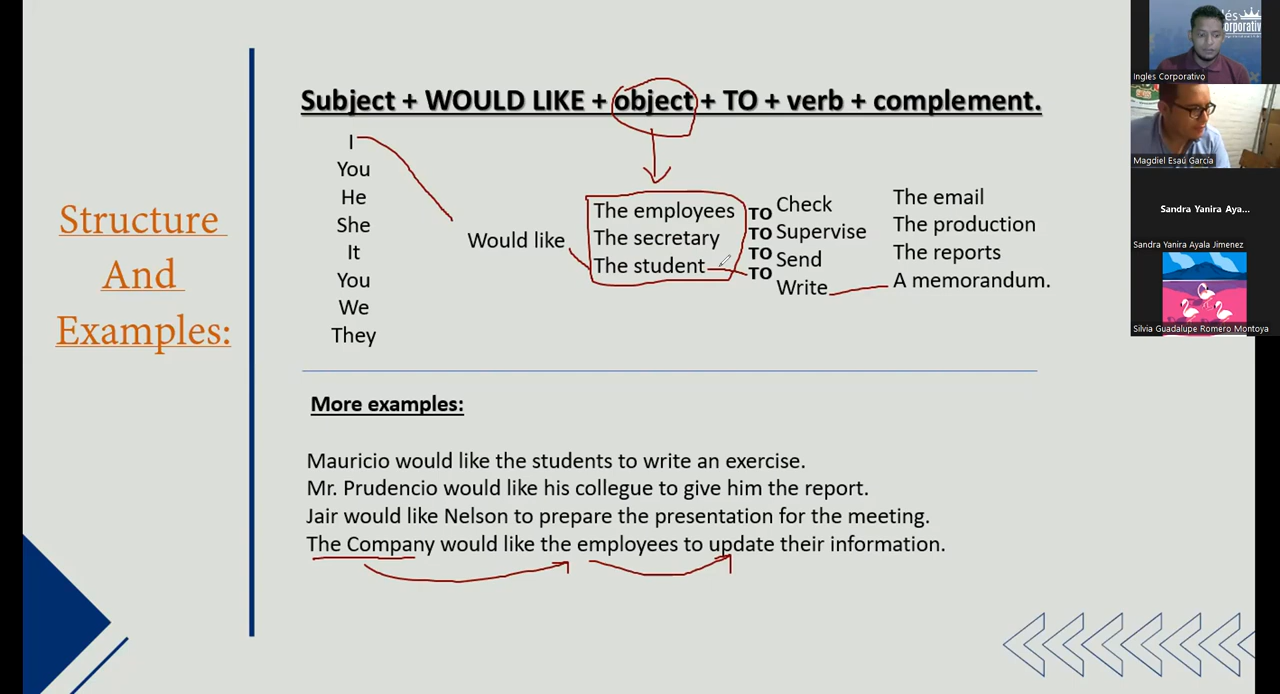 Structure
And
Examples:
Subject + WOULD LIKE + object + TO + verb + complement.
I
You
He
She
It
You
We
They
Would like
The employees
The secretary
The student
TO
TO
TO
TO
Check
Supervise
Send
Write
The email
The production
The reports
A memorandum.
More examples:
Mauricio would like the students to write an exercise.
Mr. Prudencio would like his collegue to give him the report.
Jair would like Nelson to prepare the presentation for the meeting.
The Company would like the employees to update their information.
Ingles Corporativo
Magdiel Esaú García
Sandra Yanira Aya...
Sandra Yanira Ayala Jimenez
Silvia Guadalupe Romero Montoya